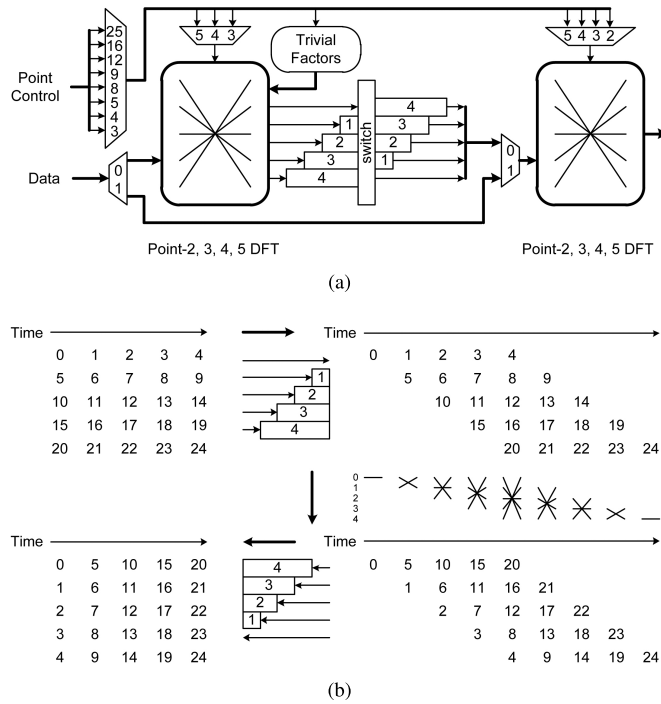 25
16
12
9
8
5
4
3
Point
Control
5 4 3
Trivial
Factors
5 4 3 2
Data
0
1
switch
4
1
3
2
2
3
1
4
0
1
Point-2, 3, 4, 5 DFT
Point-2, 3, 4, 5 DFT
(a)
Time
Time
0 1 2 3 4
5 6 7 8 9
10 11 12 13 14
15 16 17 18 19
20 21 22 23 24
1
2
3
4
0 1 2 3 4
5 6 7 8 9
10 11 12 13 14
15 16 17 18 19
20 21 22 23 24
0
1
2
3
4
Time
Time
0 5 10 15 20
1 6 11 16 21
2 7 12 17 22
3 8 13 18 23
4 9 14 19 24
4
3
2
1
0 5 10 15 20
1 6 11 16 21
2 7 12 17 22
3 8 13 18 23
4 9 14 19 24
(b)